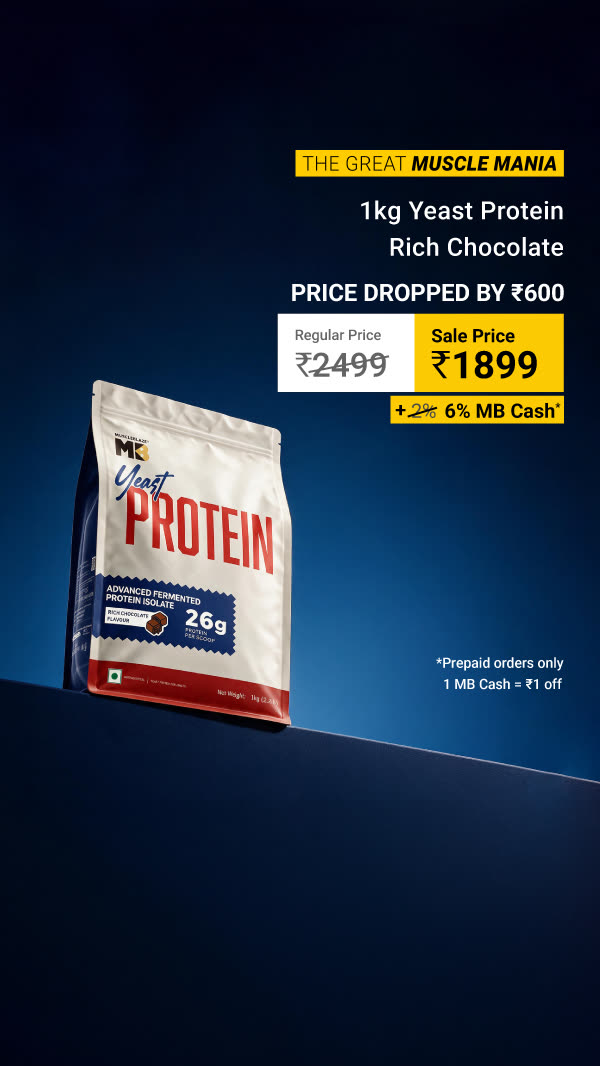 THE GREAT MUSCLE MANIA
1kg Yeast Protein
Rich Chocolate
PRICE DROPPED BY ₹600
Regular Price
₹2499
Sale Price
₹1899
+ 2% 6% MB Cash*
MUSCLEBLAZE
MB
Yeast
PROTEIN
ADVANCED FERMENTED
PROTEIN ISOLATE
RICH CHOCOLATE
FLAVOUR
26g
PROTEIN
PER SCOOP
Net Weight: 1kg
*Prepaid orders only
1 MB Cash = ₹1 off